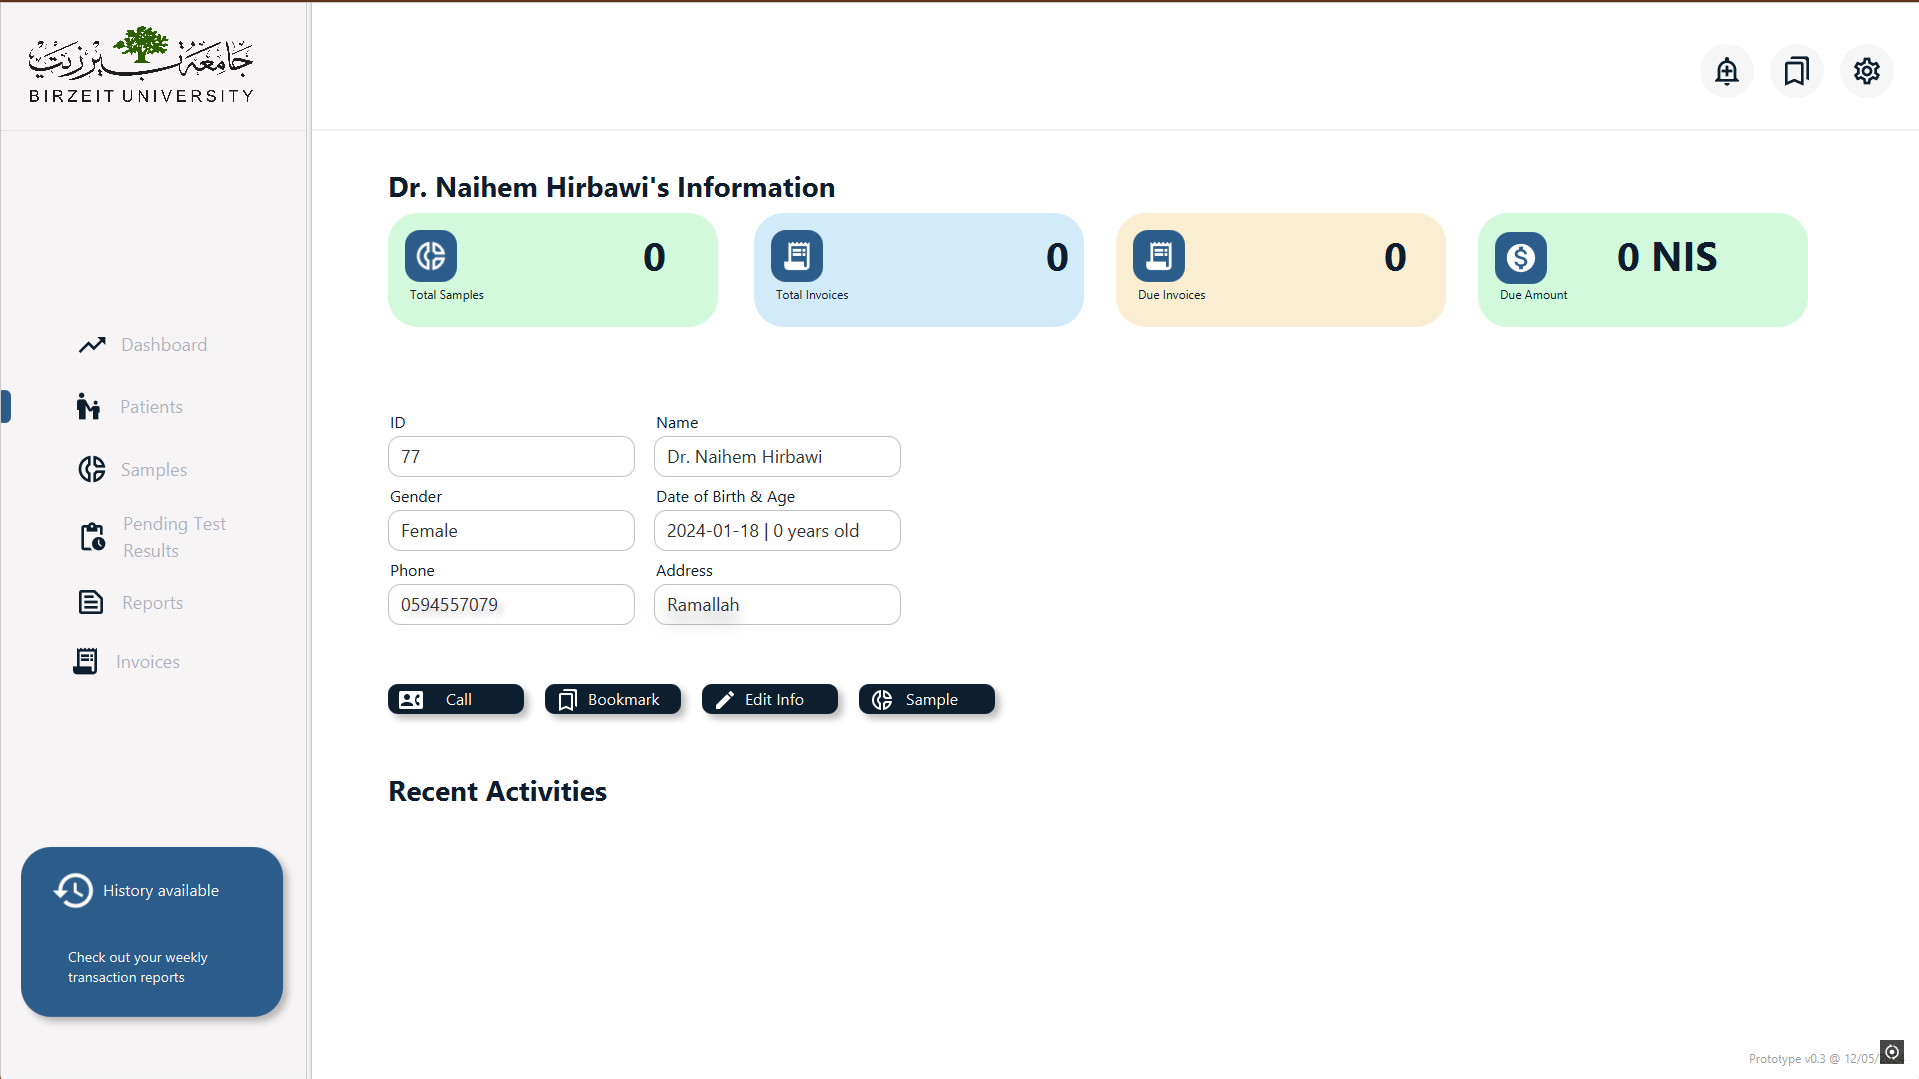 جامعة بيرزيت
BIRZEIT UNIVERSITY
Dashboard
Patients
Samples
Pending Test
Results
Reports
Invoices
History available
Check out your weekly
transaction reports
Dr. Naihem Hirbawi's Information
0
Total Samples
0
Total Invoices
0
Due Invoices
0 NIS
Due Amount
ID
Name
77
Dr. Naihem Hirbawi
Gender
Date of Birth & Age
Female
2024-01-18 | 0 years old
Phone
Address
0594557079
Ramallah
Call
Bookmark
Edit Info
Sample
Recent Activities
Prototype v0.3 @ 12/05/